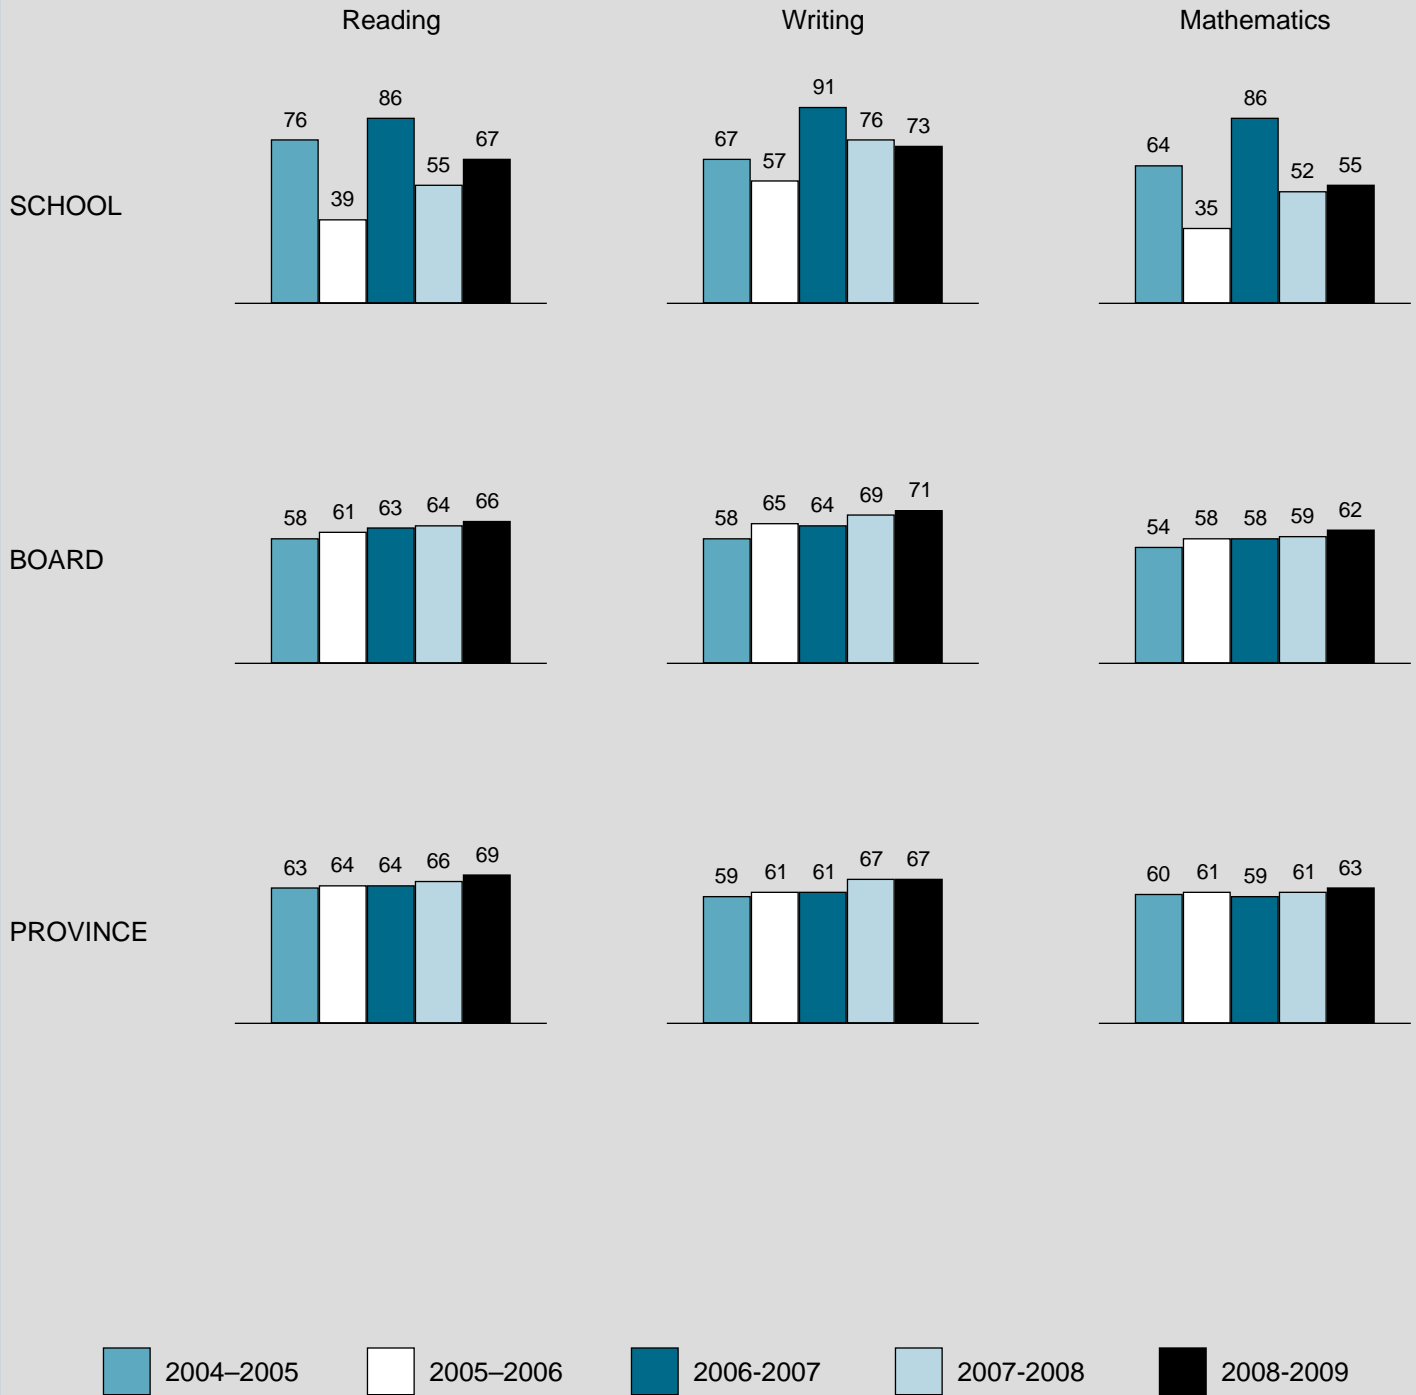 Reading Writing Mathematics
SCHOOL
76 39 86 55 67
67 57 91 76 73
64 35 86 52 55
BOARD
58 61 63 64 66
58 65 64 69 71
54 58 58 59 62
PROVINCE
63 64 64 66 69
59 61 61 67 67
60 61 59 61 63
2004–2005 2005–2006 2006-2007 2007-2008 2008-2009